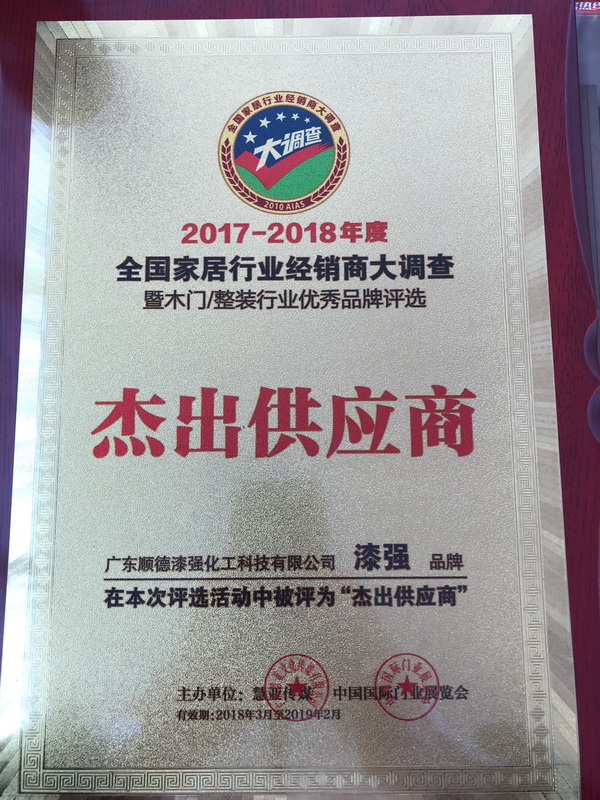 全国家居行业经销商大调查
大调查
2010 AIAS
2017-2018年度
全国家居行业经销商大调查
暨木门/整装行业优秀品牌评选
杰出供应商
广东顺德漆强化工科技有限公司 漆强 品牌
在本次评选活动中被评为“杰出供应商”
主办单位：慧亚传媒 中国国际门业展览会
有效期:2018年3月至2019年2月